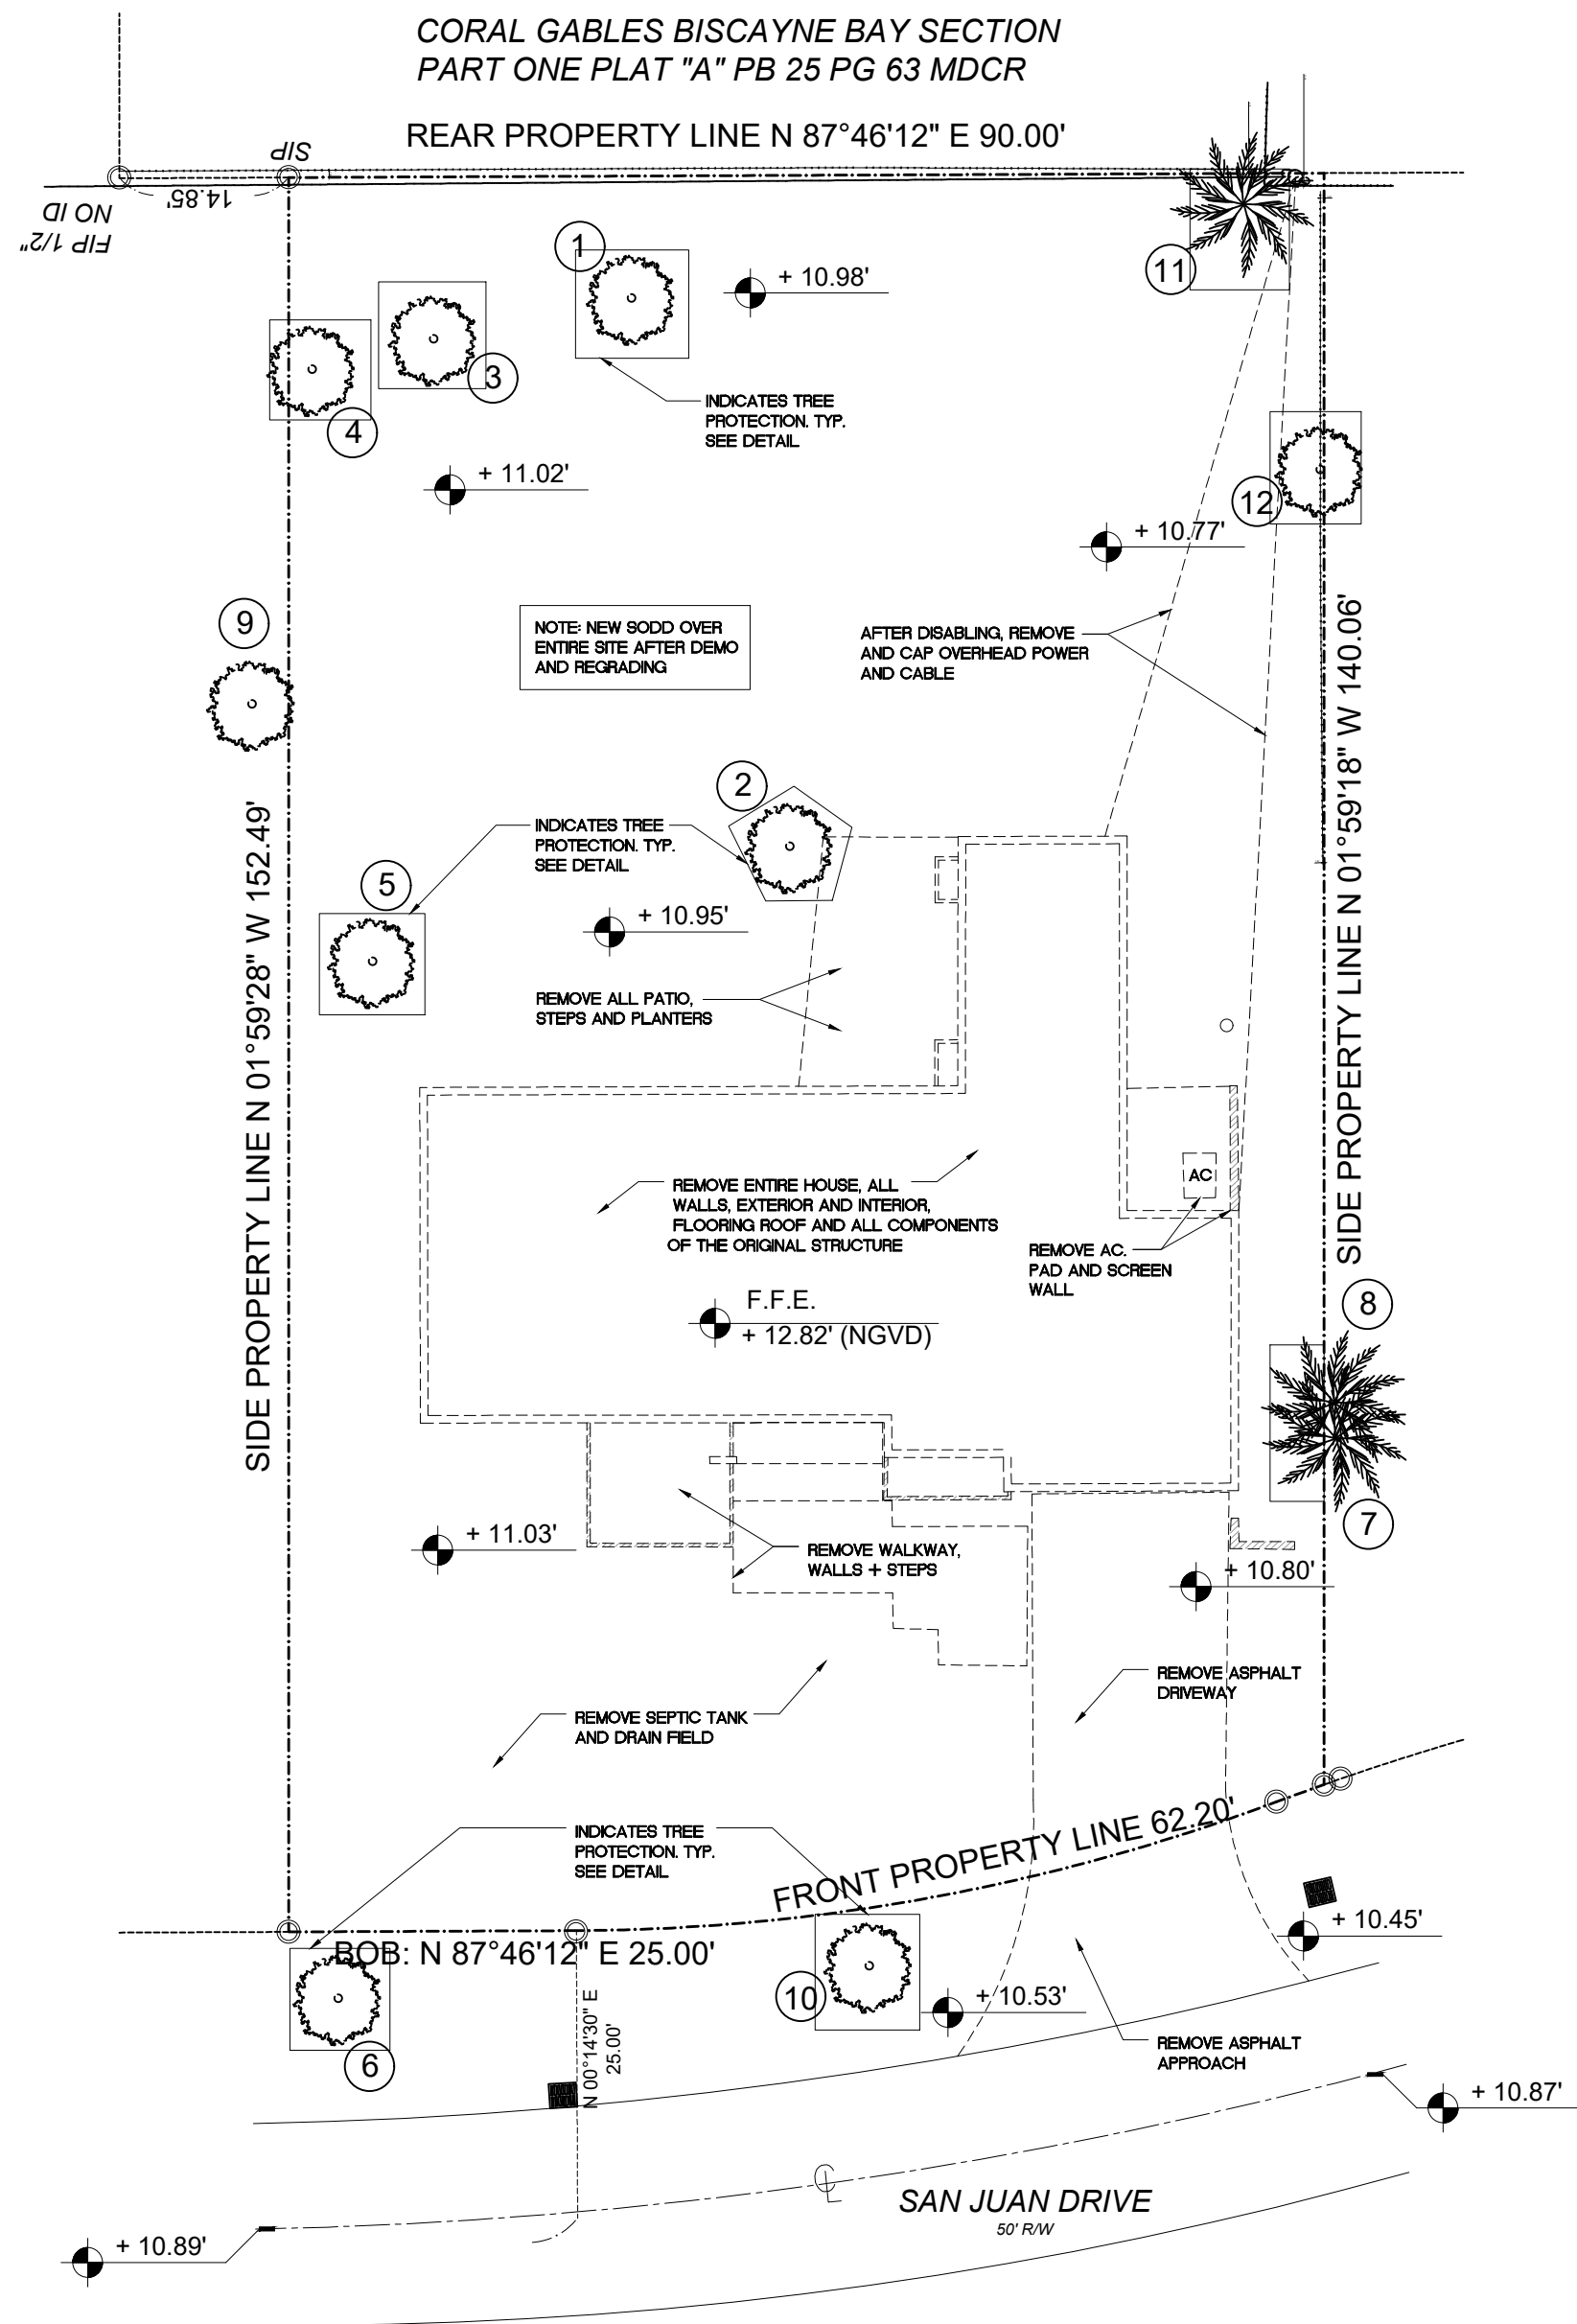 CORAL GABLES BISCAYNE BAY SECTION
PART ONE PLAT "A" PB 25 PG 63 MDCR
REAR PROPERTY LINE N 87°46'12" E 90.00'
SIP
14.85'
FIP 1/2"
NO ID
1
+ 10.98'
11
3
4
INDICATES TREE
PROTECTION. TYP.
SEE DETAIL
+ 11.02'
12
+ 10.77'
9
NOTE: NEW SODD OVER
ENTIRE SITE AFTER DEMO
AND REGRADING
AFTER DISABLING, REMOVE
AND CAP OVERHEAD POWER
AND CABLE
SIDE PROPERTY LINE N 01°59'18" W 140.06'
2
INDICATES TREE
PROTECTION. TYP.
SEE DETAIL
5
+ 10.95'
SIDE PROPERTY LINE N 01°59'28" W 152.49'
REMOVE ALL PATIO,
STEPS AND PLANTERS
AC
REMOVE ENTIRE HOUSE, ALL
WALLS, EXTERIOR AND INTERIOR,
FLOORING ROOF AND ALL COMPONENTS
OF THE ORIGINAL STRUCTURE
REMOVE AC.
PAD AND SCREEN
WALL
F.F.E.
+ 12.82' (NGVD)
8
7
+ 11.03'
REMOVE WALKWAY,
WALLS + STEPS
+ 10.80'
REMOVE ASPHALT
DRIVEWAY
REMOVE SEPTIC TANK
AND DRAIN FIELD
INDICATES TREE
PROTECTION. TYP.
SEE DETAIL
FRONT PROPERTY LINE 62.20'
+ 10.45'
BOB: N 87°46'12" E 25.00'
10
+ 10.53'
N 00°14'30" E
25.00'
6
REMOVE ASPHALT
APPROACH
+ 10.87'
CL
SAN JUAN DRIVE
50' R/W
+ 10.89'